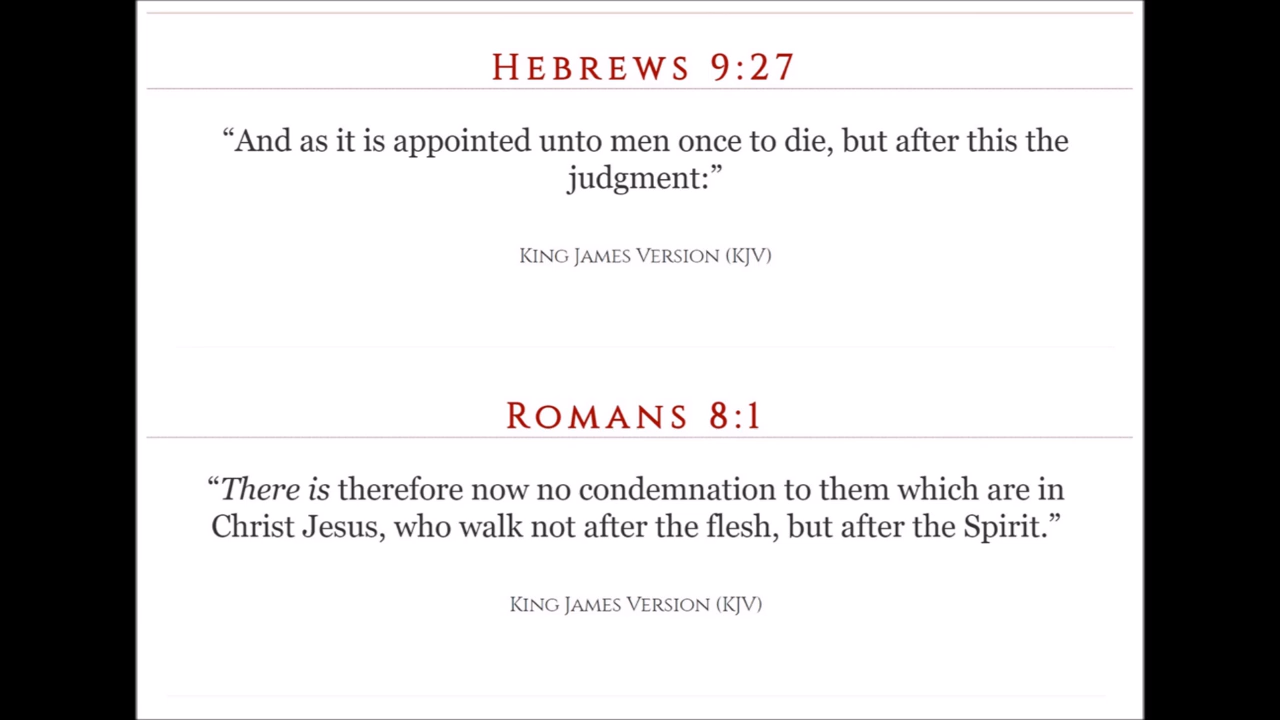 HEBREWS 9:27
“And as it is appointed unto men once to die, but after this the
judgment:”
KING JAMES VERSION (KJV)
ROMANS 8:1
“There is therefore now no condemnation to them which are in
Christ Jesus, who walk not after the flesh, but after the Spirit.”
KING JAMES VERSION (KJV)